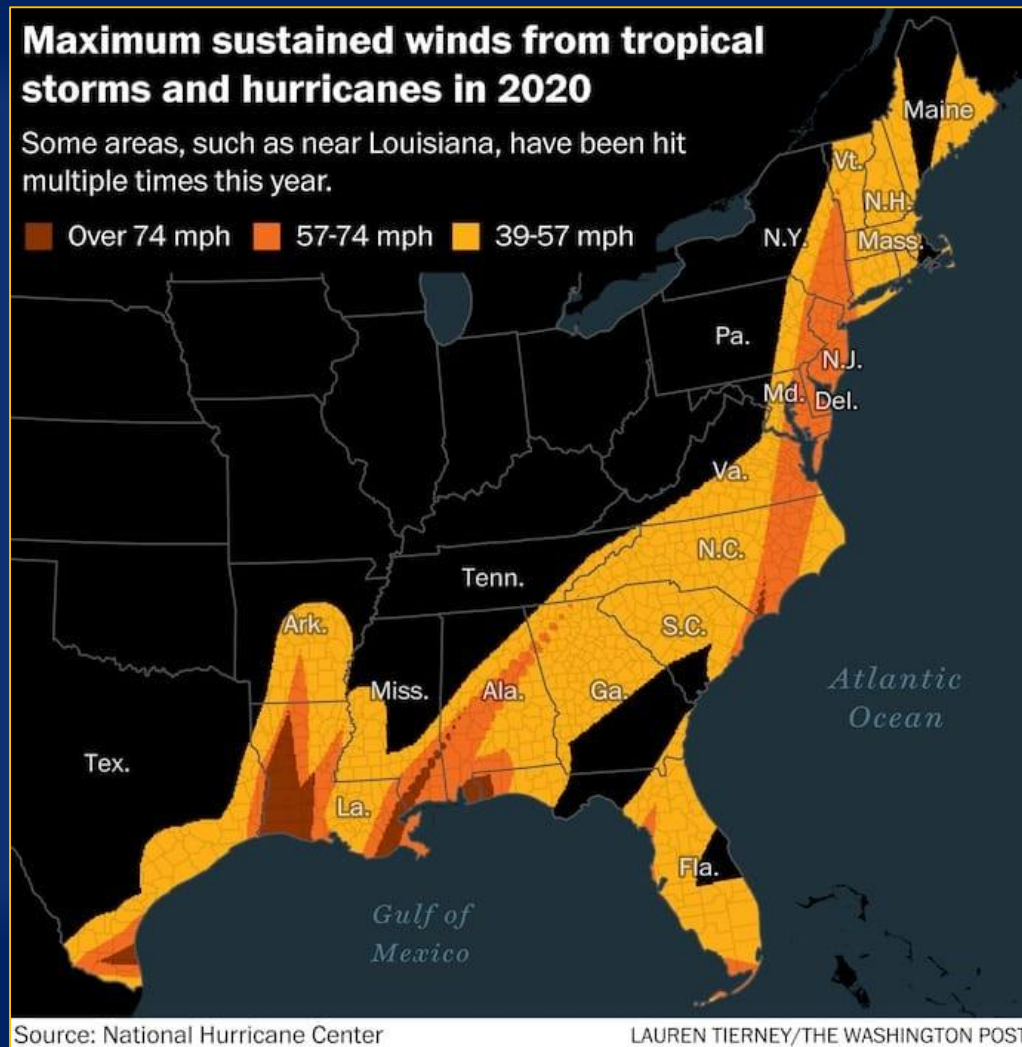 Maximum sustained winds from tropical
storms and hurricanes in 2020
Some areas, such as near Louisiana, have been hit
multiple times this year.
Over 74 mph 57-74 mph 39-57 mph
Maine
Vt.
N.H.
N.Y.
Mass.
Pa.
N.J.
Md.
Del.
Va.
N.C.
Tenn.
Ark.
S.C.
Miss.
Ala.
Ga.
Atlantic
Ocean
Tex.
La.
Fla.
Gulf of
Mexico
Source: National Hurricane Center
LAUREN TIERNEY/THE WASHINGTON POST